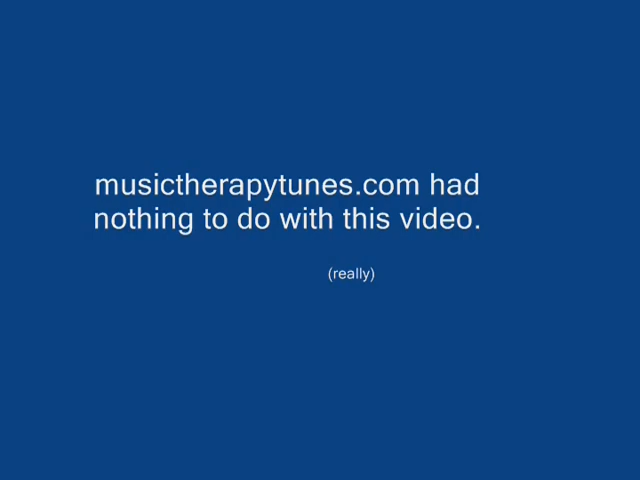 musictherapytunes.com had
nothing to do with this video.
(really)